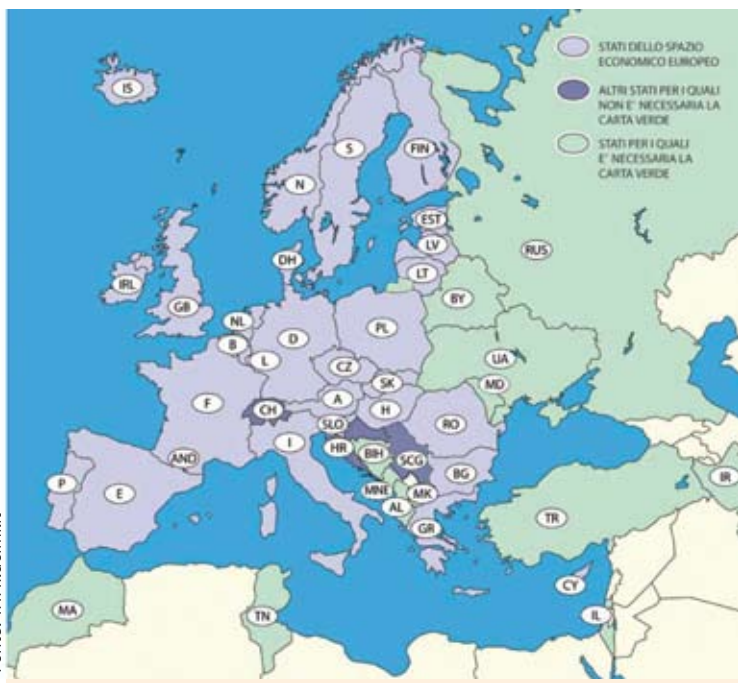 STATI DELLO SPAZIO
ECONOMICO EUROPEO
ALTRI STATI PER I QUALI
NON E' NECESSARIA LA
CARTA VERDE
STATI PER I QUALI
E' NECESSARIA LA
CARTA VERDE
IS
S
FIN
N
EST
RUS
LV
DH
LT
IRL
BY
GB
NL
D
PL
B
L
UA
CZ
SK
MD
A
F
CH
H
SLO
RO
I
HR
BIH
AND
SCG
BG
P
MNE
MK
E
AL
IR
GR
TR
CY
MA
TN
IL